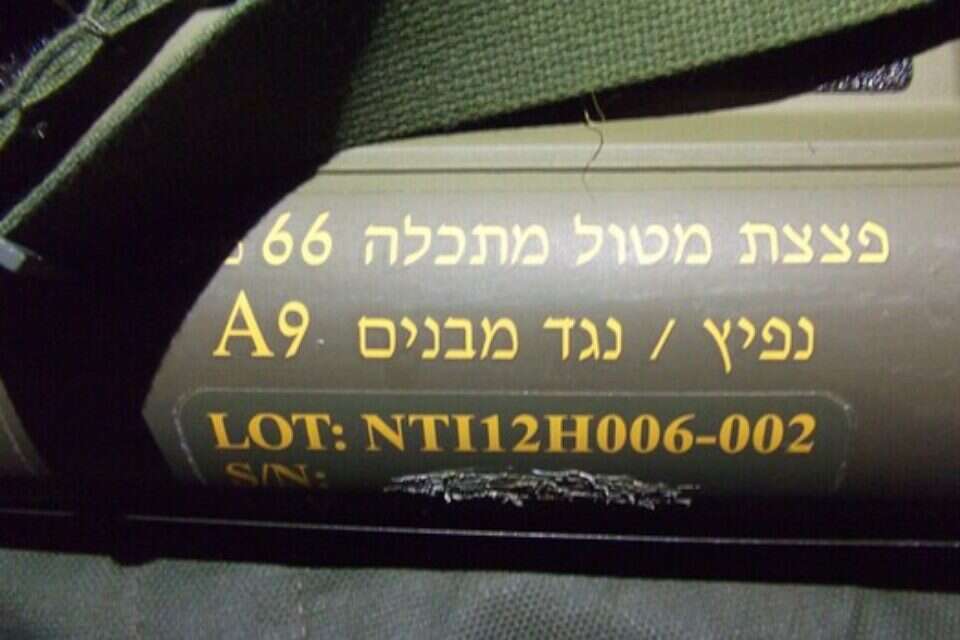 פצצת מטול מתכלה 66
נפיץ / נגד מבנים A9
LOT: NTI12H006-002
S/N: